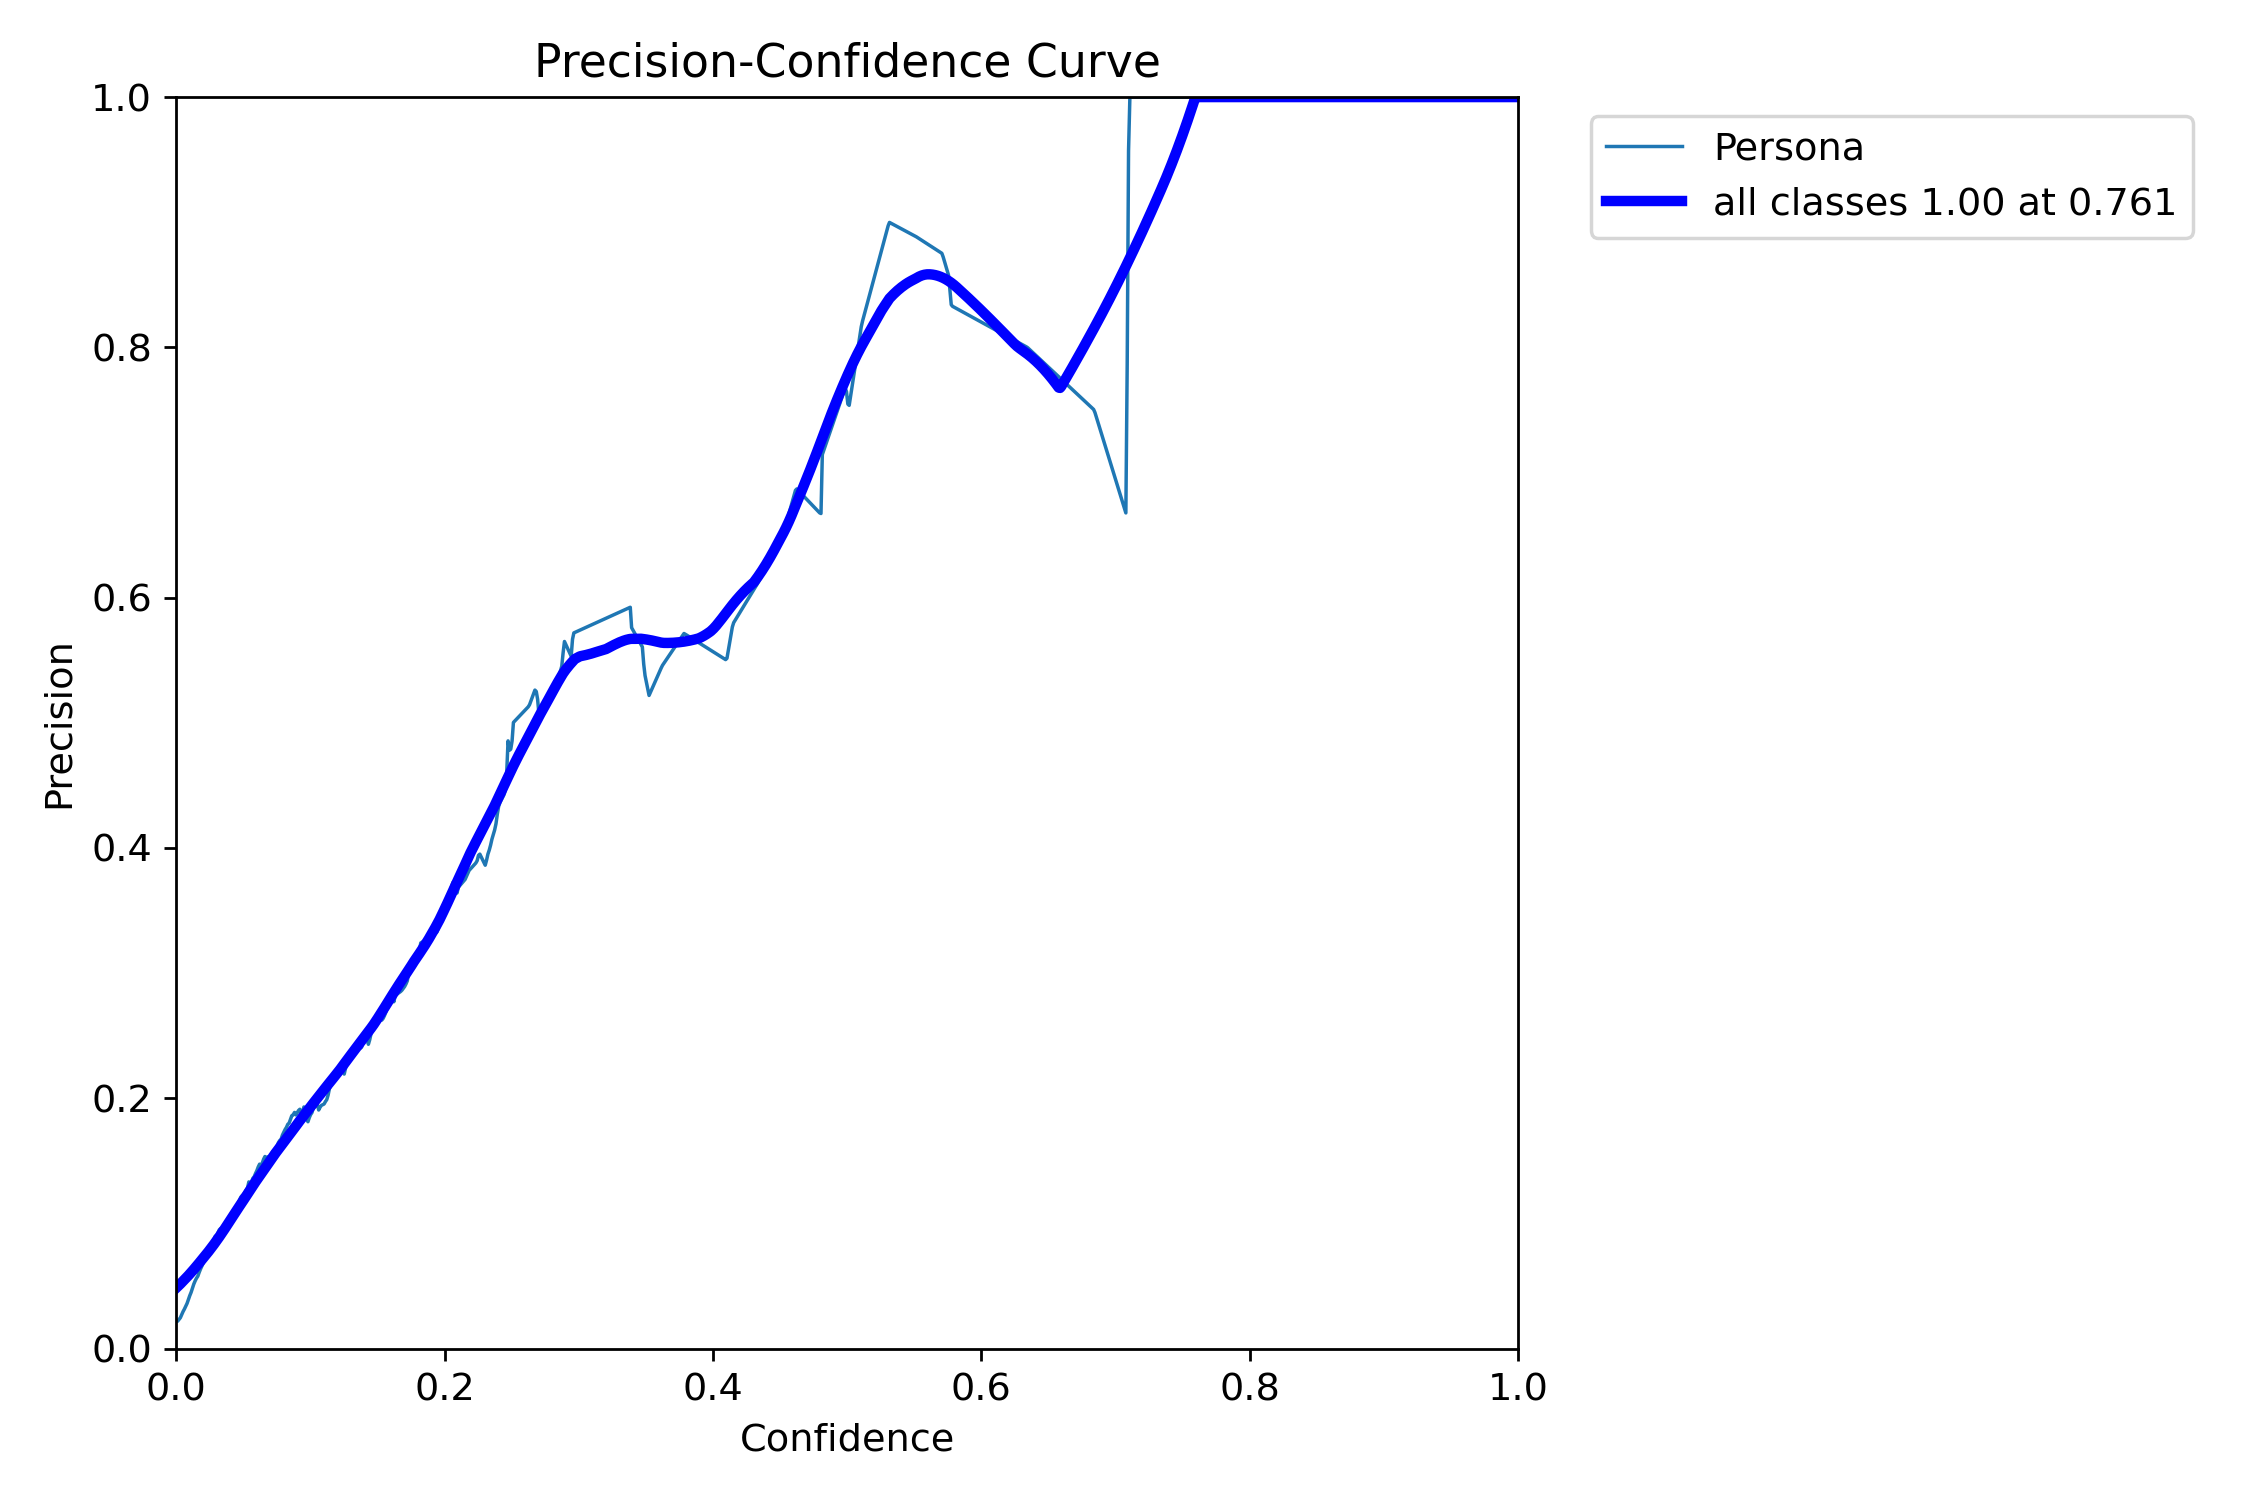 Precision-Confidence Curve
Persona
all classes 1.00 at 0.761
Precision
1.0
0.8
0.6
0.4
0.2
0.0
0.0 0.2 0.4 0.6 0.8 1.0
Confidence